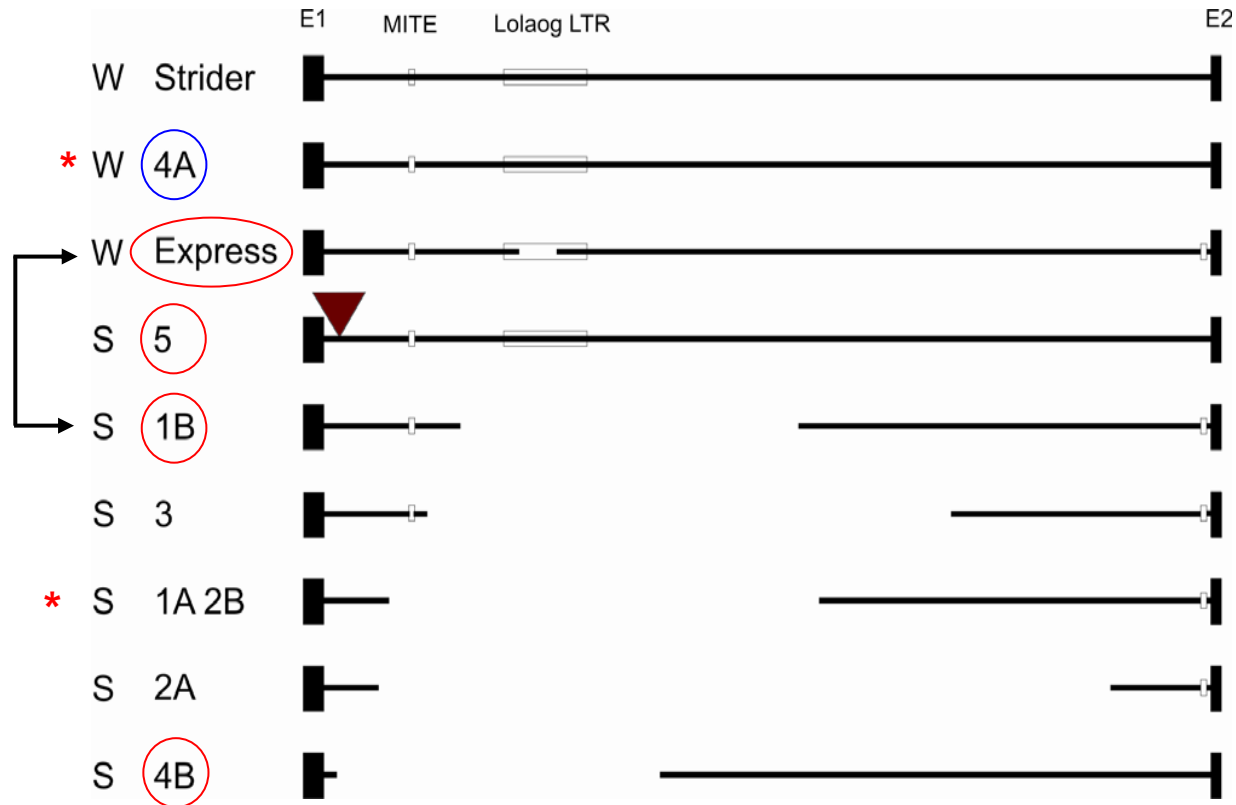 E1 MITE Lolaog LTR E2
W Strider
* W 4A
W Express
S 5
S 1B
S 3
* S 1A 2B
S 2A
S 4B